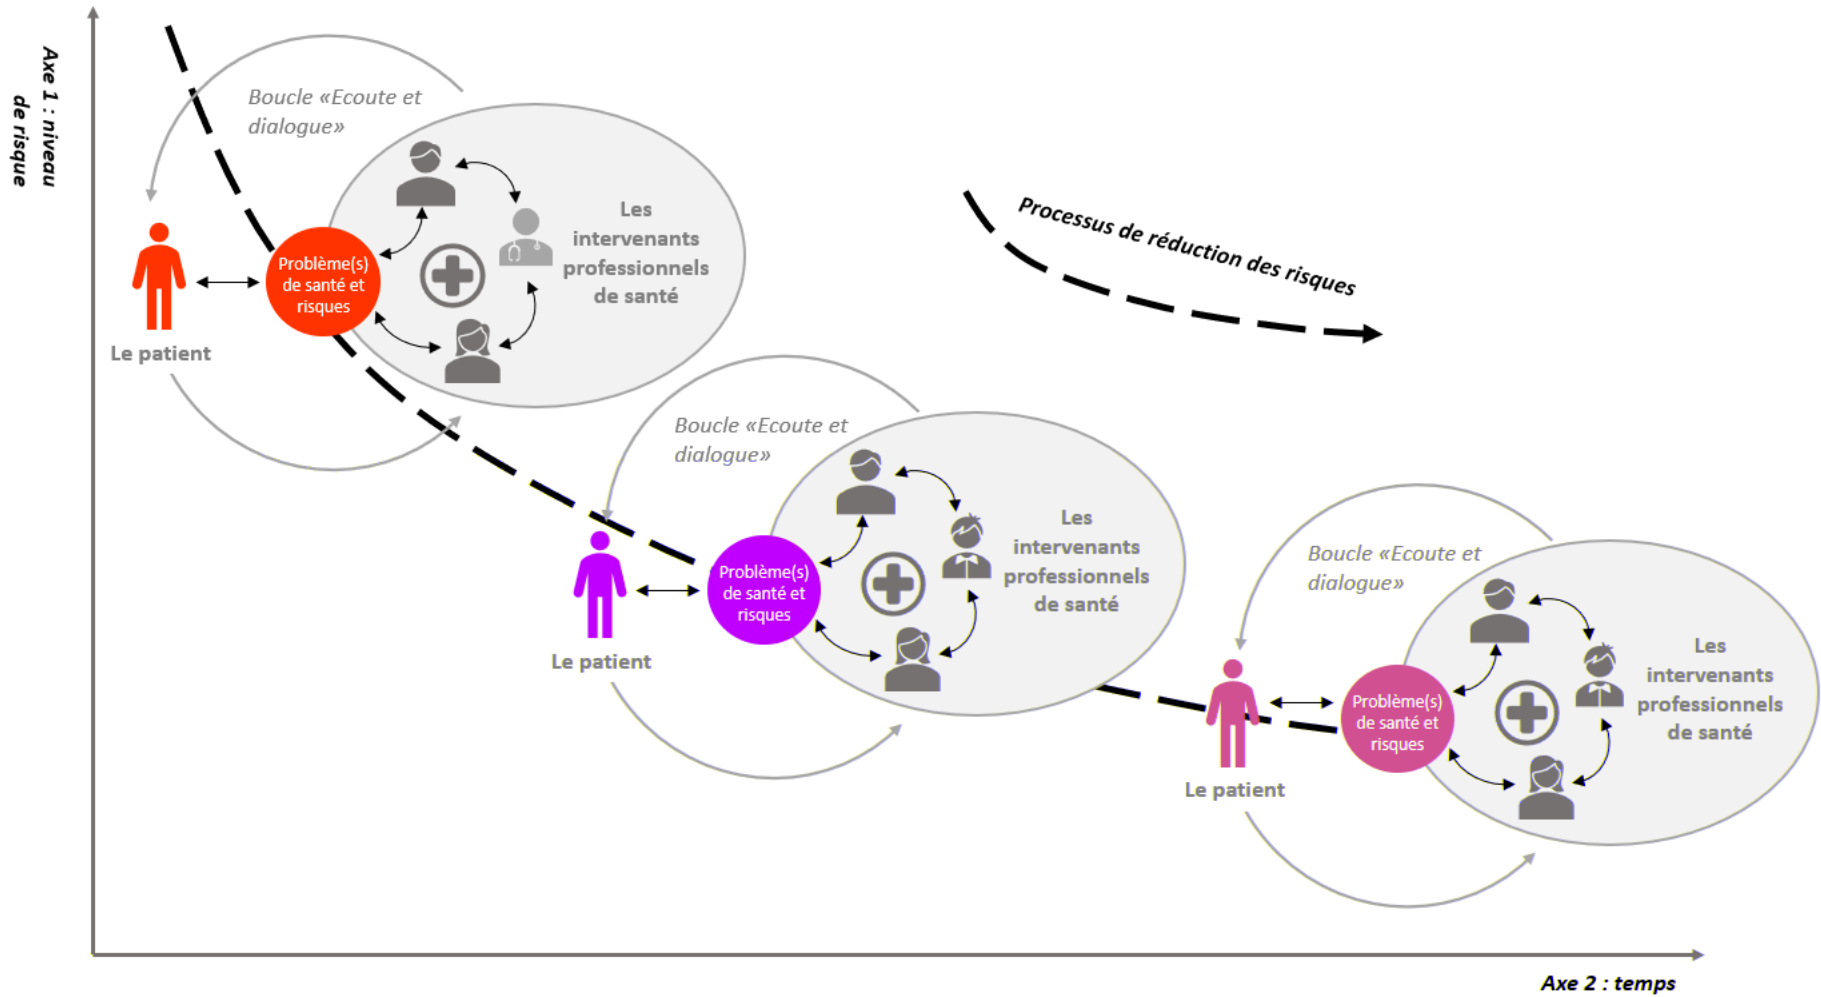 Axe 1 : niveau
de risque
Boucle «Ecoute et
dialogue»
Les
intervenants
professionnels
de santé
Problème(s)
de santé et
risques
Le patient
Processus de réduction des risques
Boucle «Ecoute et
dialogue»
Les
intervenants
professionnels
de santé
Problème(s)
de santé et
risques
Le patient
Boucle «Ecoute et
dialogue»
Les
intervenants
professionnels
de santé
Problème(s)
de santé et
risques
Le patient
Axe 2 : temps